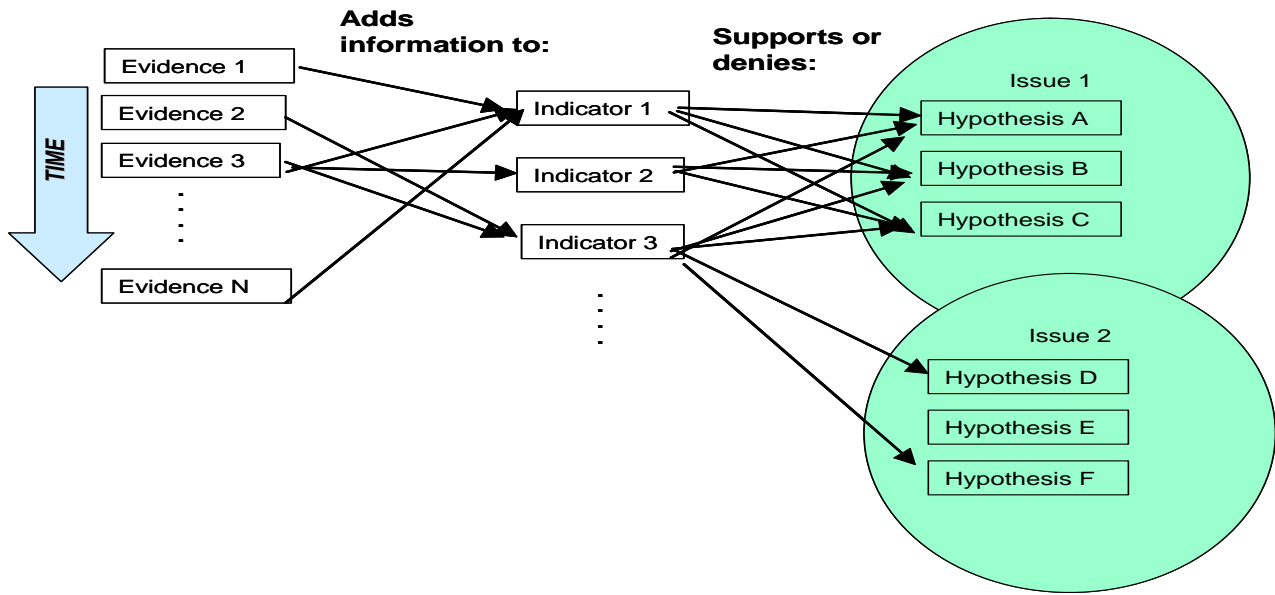 Adds
information to:
Supports or
denies:
TIME
Evidence 1
Evidence 2
Evidence 3
Evidence N
Indicator 1
Indicator 2
Indicator 3
Issue 1
Hypothesis A
Hypothesis B
Hypothesis C
Issue 2
Hypothesis D
Hypothesis E
Hypothesis F